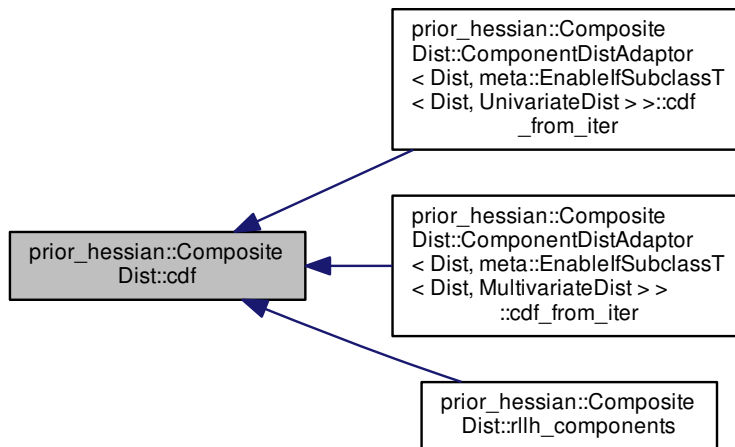 prior_hessian::Composite
Dist::ComponentDistAdaptor
< Dist, meta::EnableIfSubclassT
< Dist, UnivariateDist > >::cdf
_from_iter
prior_hessian::Composite
Dist::cdf
prior_hessian::Composite
Dist::ComponentDistAdaptor
< Dist, meta::EnableIfSubclassT
< Dist, MultivariateDist > >
::cdf_from_iter
prior_hessian::Composite
Dist::rllh_components